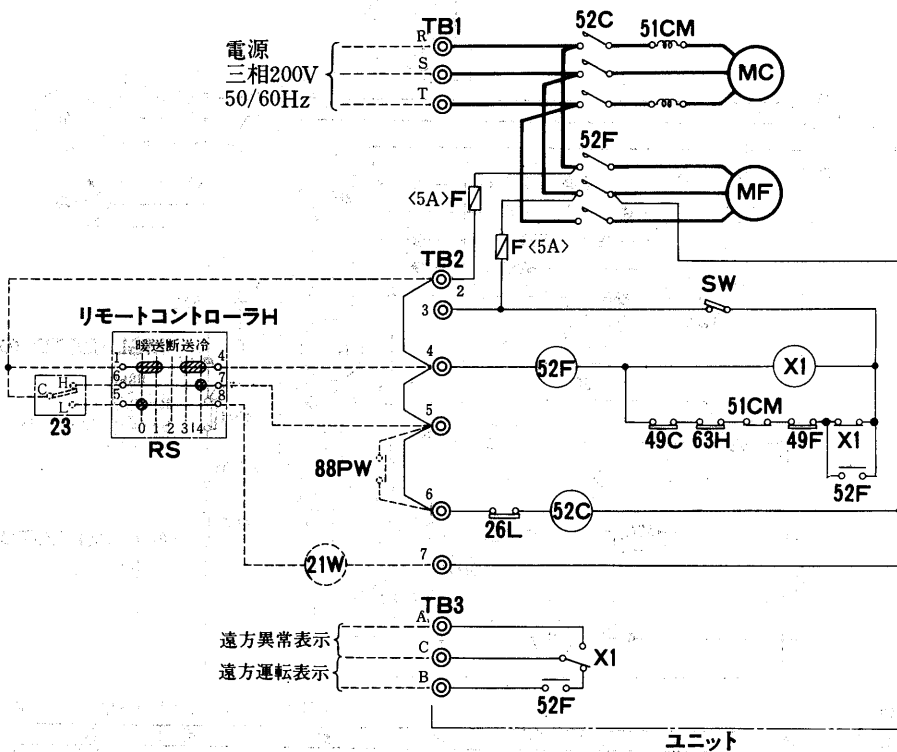 52C
51CM
TB1
R
電源
三相200V
50/60Hz
S
T
MC
52F
MF
<5A>F
F<5A>
TB2
2
3
SW
リモートコントローラH
暖送断送冷
1
4
6
7
5
8
C
H
L
23
0 1 2 3 4
RS
4
52F
X1
51CM
49C
63H
49F
X1
52F
5
88PW
6
26L
52C
21W
7
TB3
A
遠方異常表示
C
遠方運転表示
B
X1
52F
ユニット